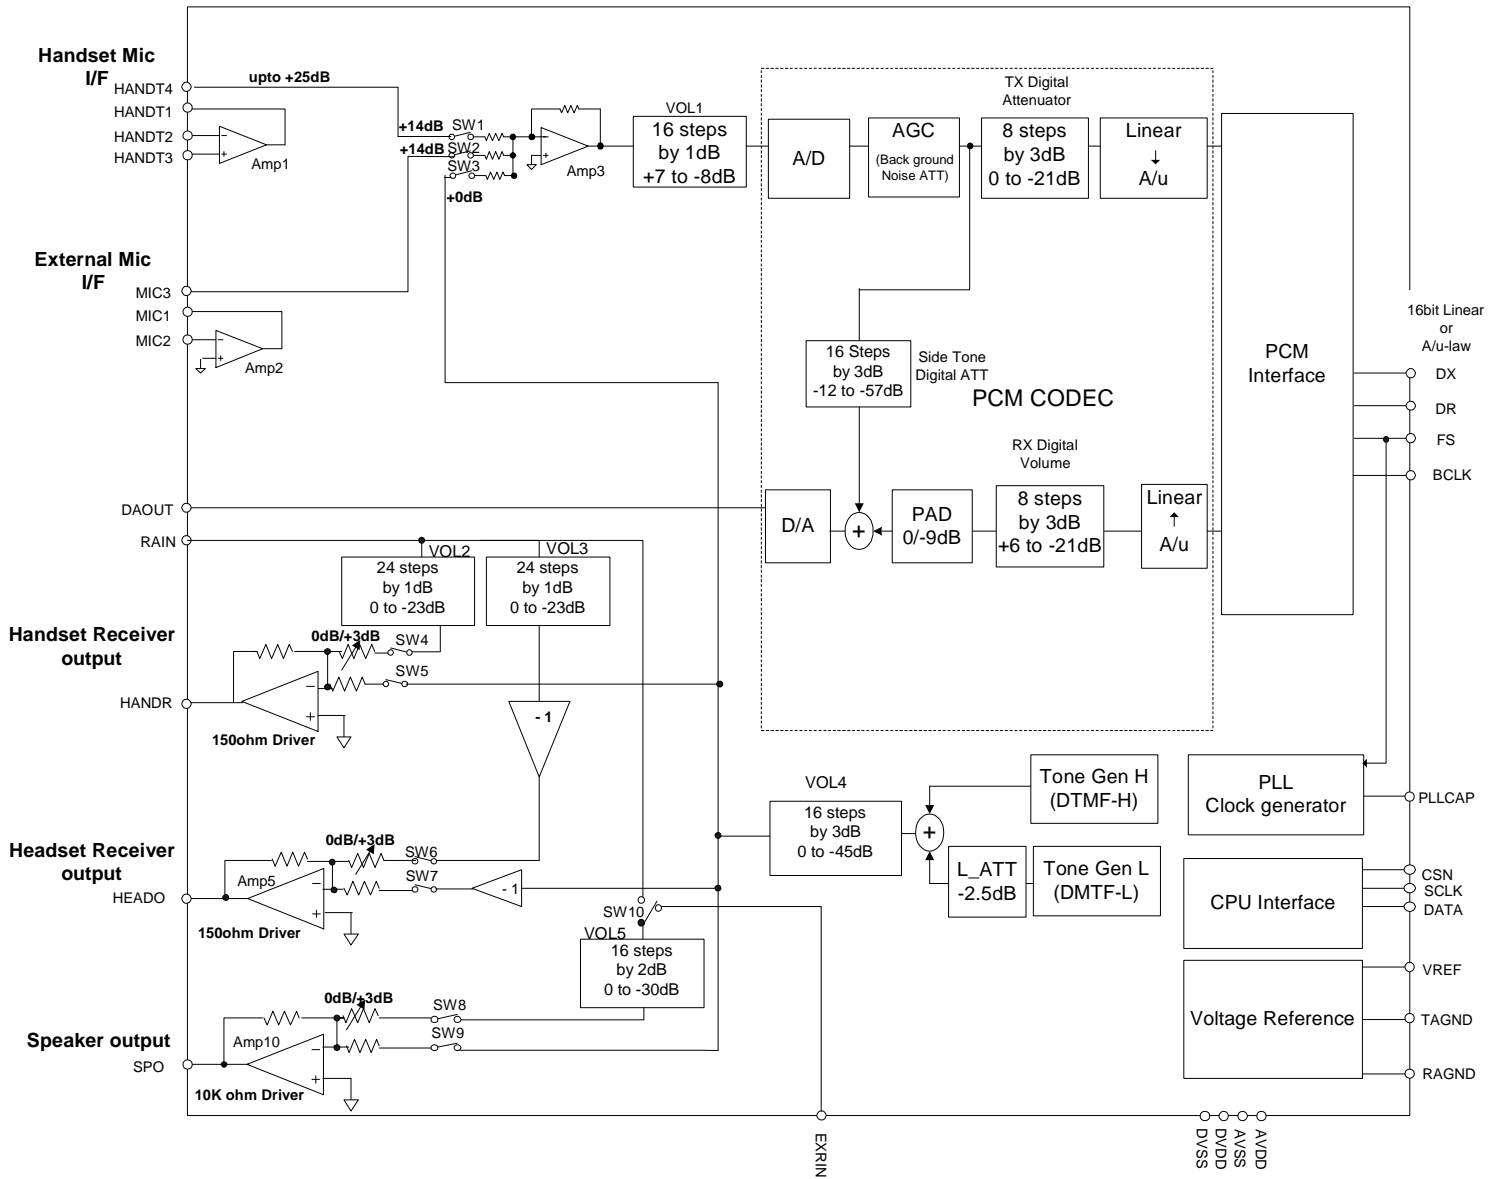 Handset Mic
I/F
HANDT4
HANDT1
HANDT2
HANDT3
upto +25dB
−
+
Amp1
+14dB
SW1
+14dB
SW2
SW3
+0dB
−
+
Amp3
VOL1
16 steps
by 1dB
+7 to -8dB
A/D
AGC
(Back ground
Noise ATT)
TX Digital
Attenuator
8 steps
by 3dB
0 to -21dB
Linear
↓
A/u
External Mic
I/F
MIC3
MIC1
MIC2
−
+
Amp2
16 Steps
by 3dB
-12 to -57dB
Side Tone
Digital ATT
PCM CODEC
PCM
Interface
16bit Linear
or
A/u-law
DX
DR
FS
BCLK
RX Digital
Volume
DAOUT
D/A
+
PAD
0/-9dB
8 steps
by 3dB
+6 to -21dB
Linear
↑
A/u
RAIN
VOL2
24 steps
by 1dB
0 to -23dB
VOL3
24 steps
by 1dB
0 to -23dB
Handset Receiver
output
HANDR
0dB/+3dB
SW4
SW5
−
+
150ohm Driver
- 1
Headset Receiver
output
HEADO
0dB/+3dB
SW6
SW7
Amp5
−
+
150ohm Driver
- 1
SW10
VOL5
16 steps
by 2dB
0 to -30dB
VOL4
16 steps
by 3dB
0 to -45dB
+
Tone Gen H
(DTMF-H)
L_ATT
-2.5dB
Tone Gen L
(DMTF-L)
PLL
Clock generator
PLLCAP
CPU Interface
CSN
SCLK
DATA
Voltage Reference
VREF
TAGND
RAGND
Speaker output
SPO
0dB/+3dB
SW8
SW9
Amp10
−
+
10K ohm Driver
EXRIN
DVSS
DVDD
AVSS
AVDD